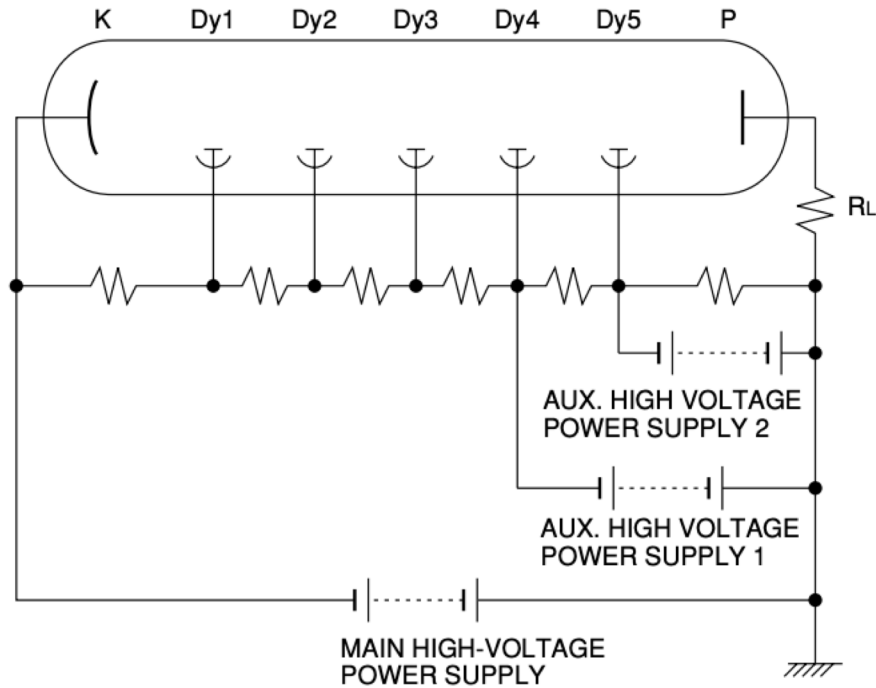 K Dy1 Dy2 Dy3 Dy4 Dy5 P
RL
AUX. HIGH VOLTAGE
POWER SUPPLY 2
AUX. HIGH VOLTAGE
POWER SUPPLY 1
MAIN HIGH-VOLTAGE
POWER SUPPLY